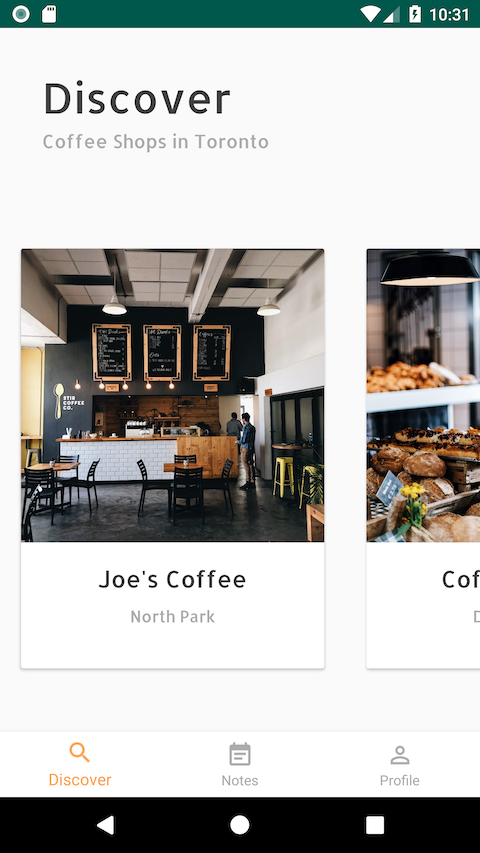 10:31
Discover
Coffee Shops in Toronto
STIR
COFFEE
CO.
Joe's Coffee
Cof
North Park
D
Discover
Notes
Profile